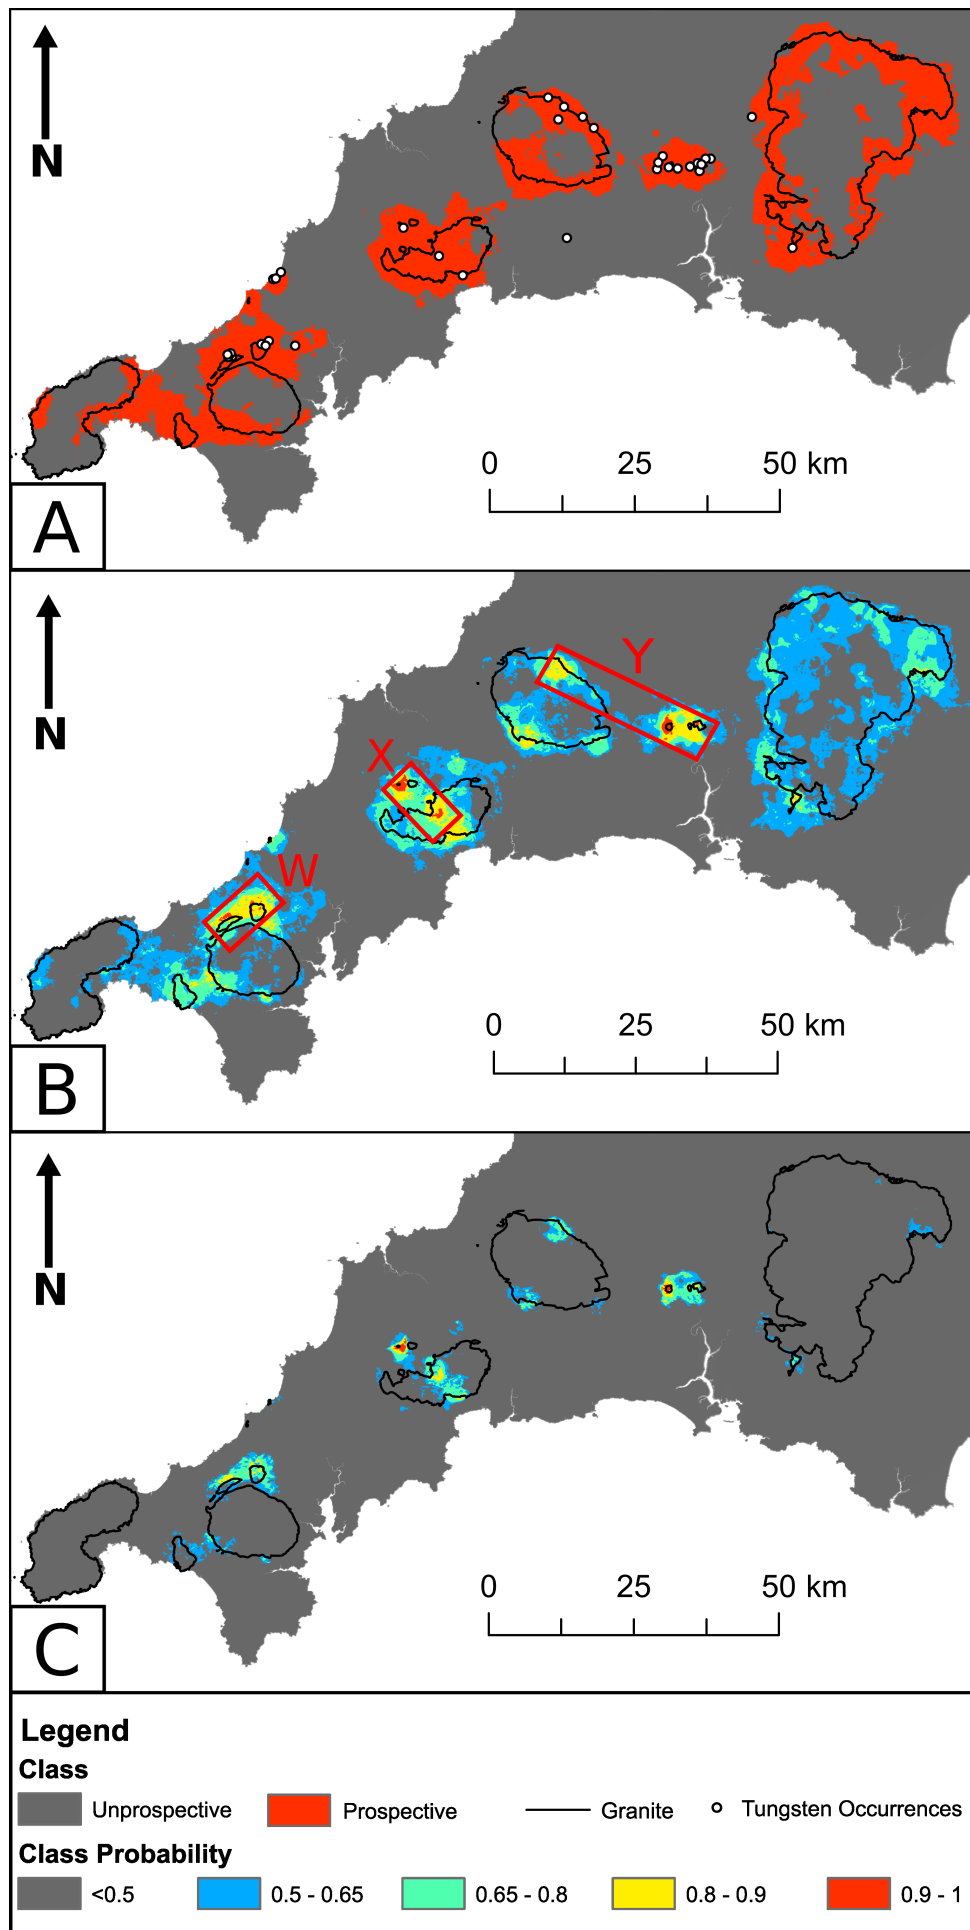 N
0 25 50 km
A
Y
X
W
N
0 25 50 km
B
N
0 25 50 km
C
Legend
Class
Unprospective Prospective Granite Tungsten Occurrences
Class Probability
<0.5 0.5 - 0.65 0.65 - 0.8 0.8 - 0.9 0.9 - 1